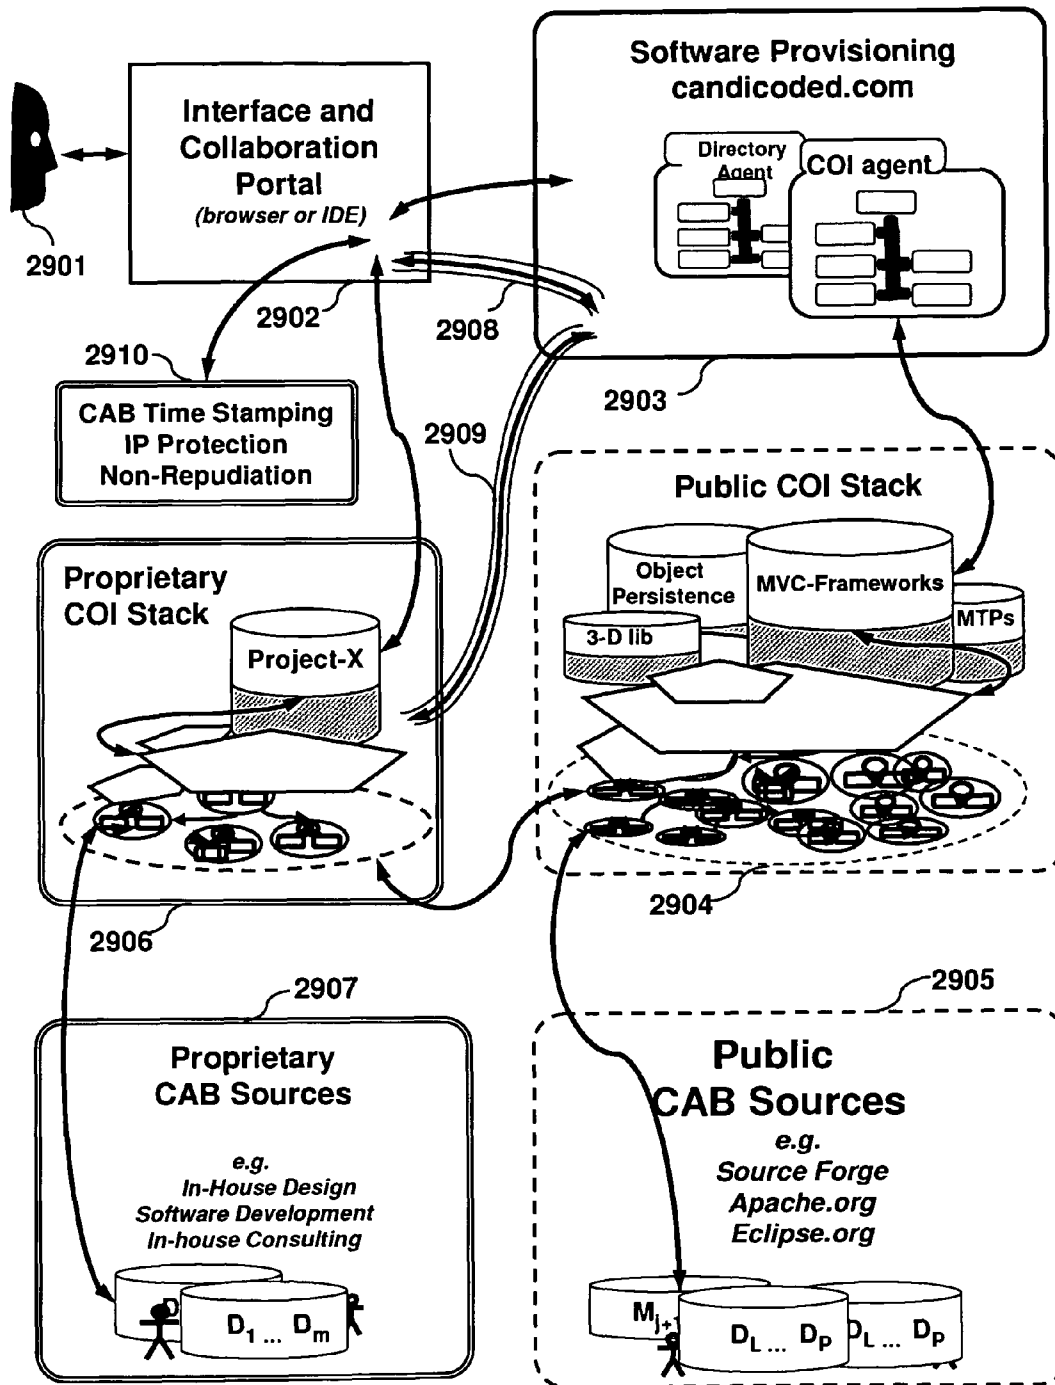 Software Provisioning
candicoded.com
Directory
Agent
COI agent
Interface and
Collaboration
Portal
(browser or IDE)
2901
2902
2908
2903
2910
CAB Time Stamping
IP Protection
Non-Repudiation
2909
Public COI Stack
Object
Persistence
MVC-Frameworks
3-D lib
MTPs
Proprietary
COI Stack
Project-X
2904
2906
2907
2905
Proprietary
CAB Sources
e.g.
In-House Design
Software Development
In-house Consulting
D
D1 ... Dm
Public
CAB Sources
e.g.
Source Forge
Apache.org
Eclipse.org
Mj+1
DL ... DP
DL ... DP